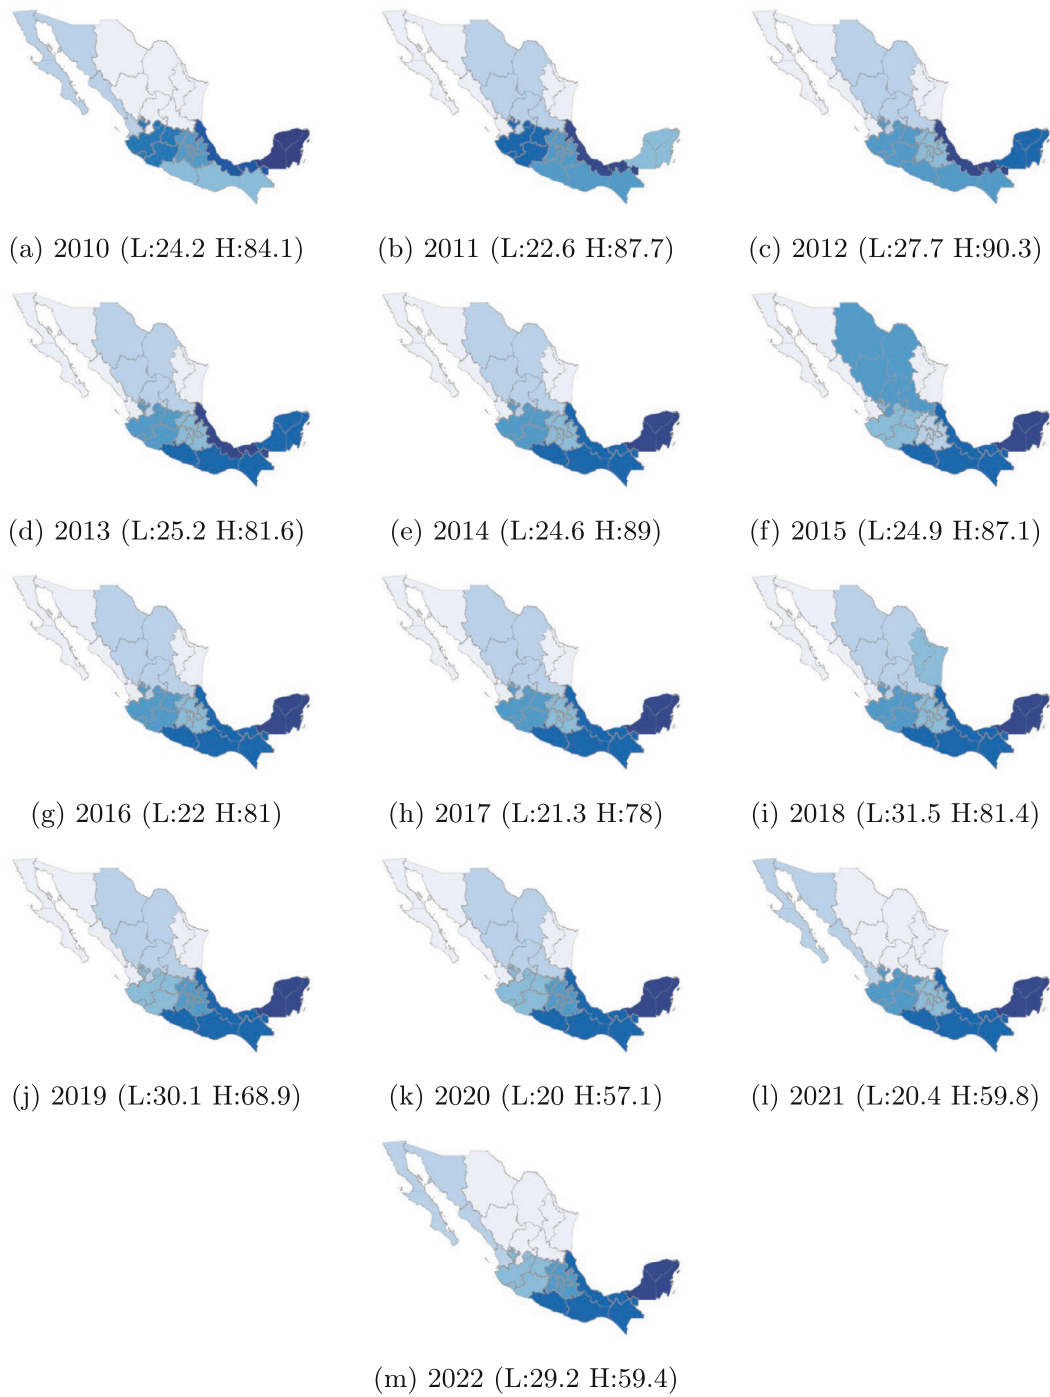 (a) 2010 (L:24.2 H:84.1)
(b) 2011 (L:22.6 H:87.7)
(c) 2012 (L:27.7 H:90.3)
(d) 2013 (L:25.2 H:81.6)
(e) 2014 (L:24.6 H:89)
(f) 2015 (L:24.9 H:87.1)
(g) 2016 (L:22 H:81)
(h) 2017 (L:21.3 H:78)
(i) 2018 (L:31.5 H:81.4)
(j) 2019 (L:30.1 H:68.9)
(k) 2020 (L:20 H:57.1)
(l) 2021 (L:20.4 H:59.8)
(m) 2022 (L:29.2 H:59.4)